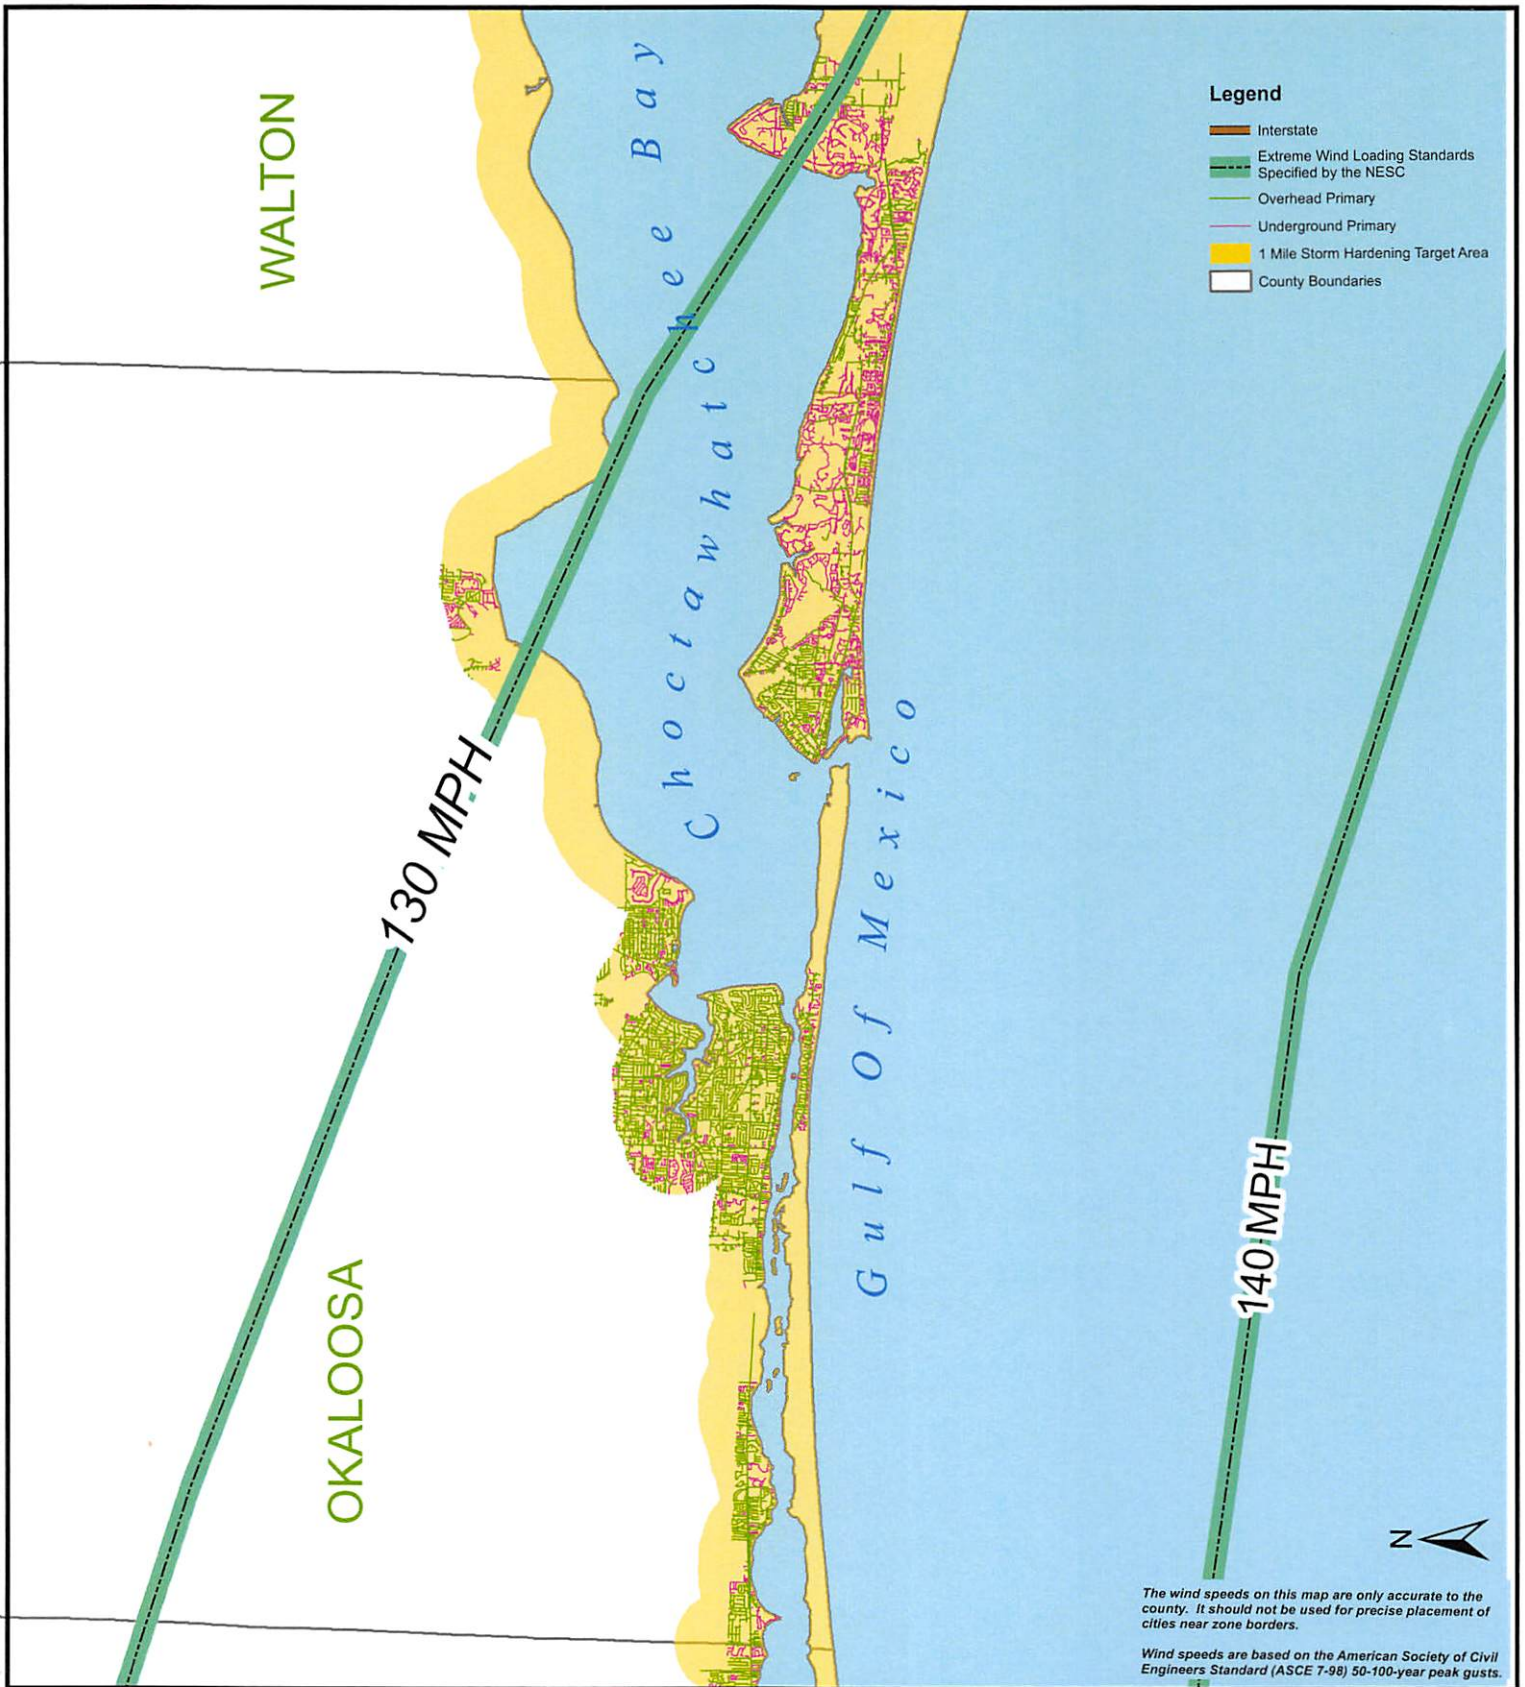 WALTON
Choctawhatchee Bay
Legend
Interstate
Extreme Wind Loading Standards
Specified by the NESC
Overhead Primary
Underground Primary
1 Mile Storm Hardening Target Area
County Boundaries
130 MPH
Gulf Of Mexico
140 MPH
OKALOOSA
N
The wind speeds on this map are only accurate to the
county. It should not be used for precise placement of
cities near zone borders.
Wind speeds are based on the American Society of Civil
Engineers Standard (ASCE 7-98) 50-100-year peak gusts.